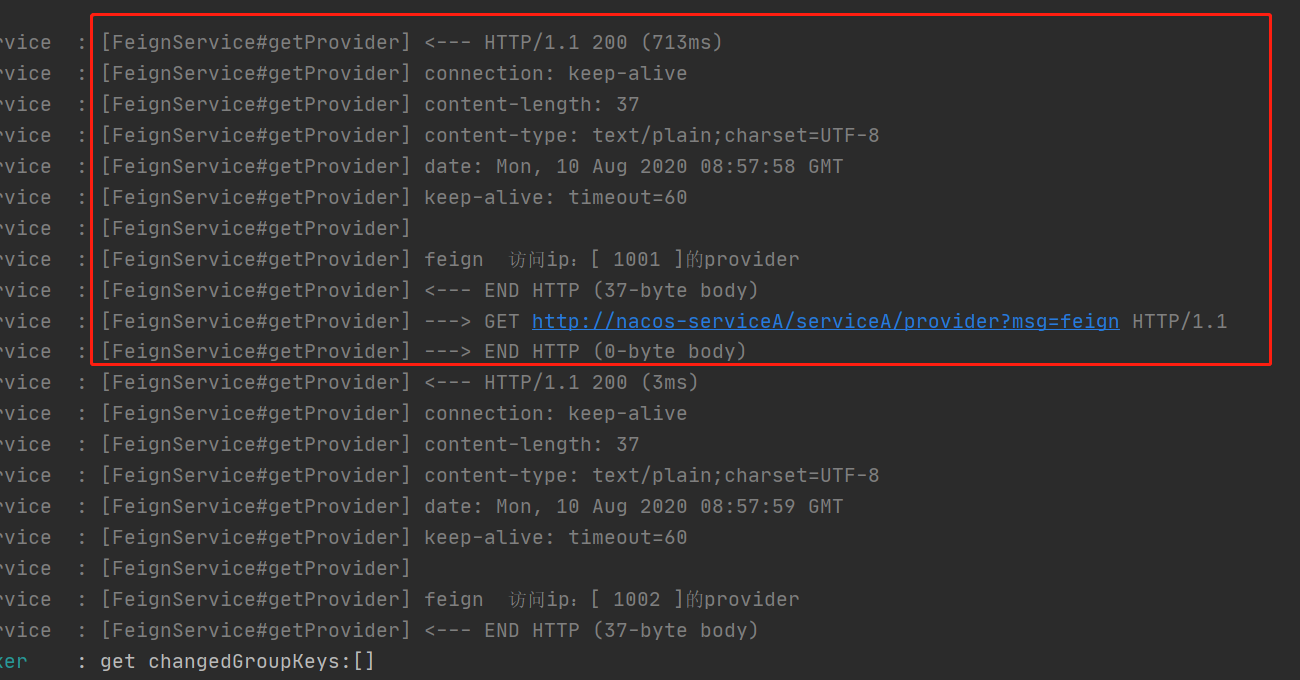 rvice : [FeignService#getProvider] <--- HTTP/1.1 200 (713ms)
rvice : [FeignService#getProvider] connection: keep-alive
rvice : [FeignService#getProvider] content-length: 37
rvice : [FeignService#getProvider] content-type: text/plain;charset=UTF-8
rvice : [FeignService#getProvider] date: Mon, 10 Aug 2020 08:57:58 GMT
rvice : [FeignService#getProvider] keep-alive: timeout=60
rvice : [FeignService#getProvider]
rvice : [FeignService#getProvider] feign  访问ip：[ 1001 ]的provider
rvice : [FeignService#getProvider] <--- END HTTP (37-byte body)
rvice : [FeignService#getProvider] ---> GET http://nacos-serviceA/serviceA/provider?msg=feign HTTP/1.1
rvice : [FeignService#getProvider] ---> END HTTP (0-byte body)
rvice : [FeignService#getProvider] <--- HTTP/1.1 200 (3ms)
rvice : [FeignService#getProvider] connection: keep-alive
rvice : [FeignService#getProvider] content-length: 37
rvice : [FeignService#getProvider] content-type: text/plain;charset=UTF-8
rvice : [FeignService#getProvider] date: Mon, 10 Aug 2020 08:57:59 GMT
rvice : [FeignService#getProvider] keep-alive: timeout=60
rvice : [FeignService#getProvider]
rvice : [FeignService#getProvider] feign  访问ip：[ 1002 ]的provider
rvice : [FeignService#getProvider] <--- END HTTP (37-byte body)
ker : get changedGroupKeys:[]